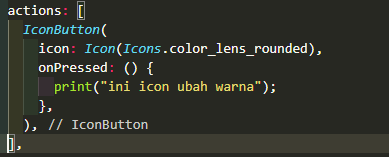 actions: [
IconButton(
icon: Icon(Icons.color_lens_rounded),
onPressed: () {
print("ini icon ubah warna");
},
), // IconButton
],